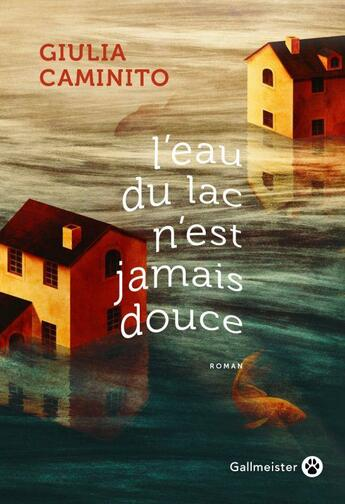 GIULIA
CAMINITO
l'eau
du lac
n'est
jamais
douce
ROMAN
Gallmeister